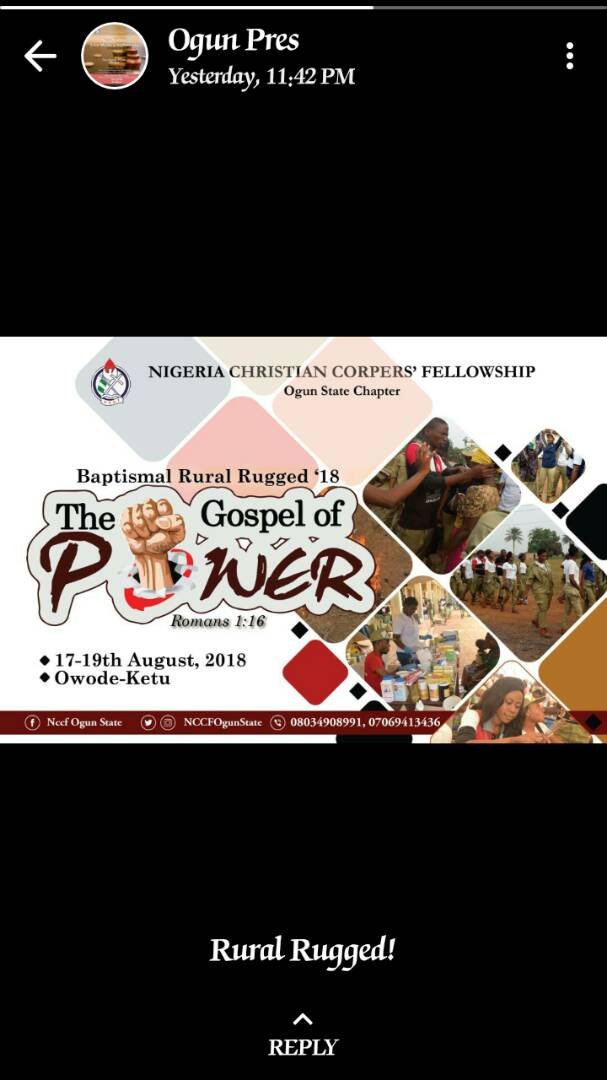 Ogun Pres
Yesterday, 11:42 PM
NIGERIA CHRISTIAN CORPERS' FELLOWSHIP
Ogun State Chapter
Baptismal Rural Rugged '18
The Gospel of
POWER
Romans 1:16
17-19th August, 2018
Owode-Ketu
Nccf Ogun State NCCFOgunState 08034908991, 07069413436
Rural Rugged!
REPLY